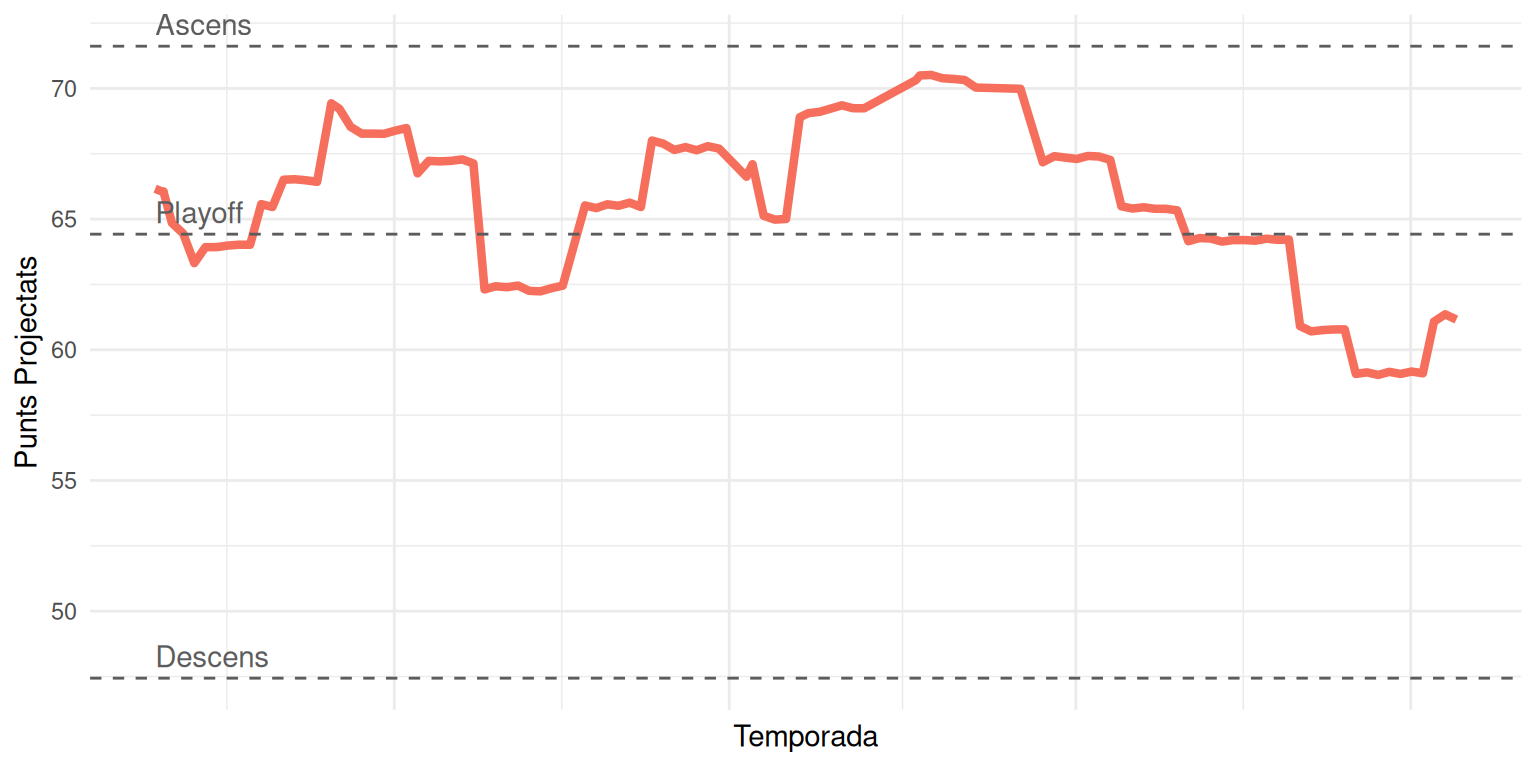 Ascens
70
Playoff
65
60
55
50
Descens
Punts Projectats
Temporada